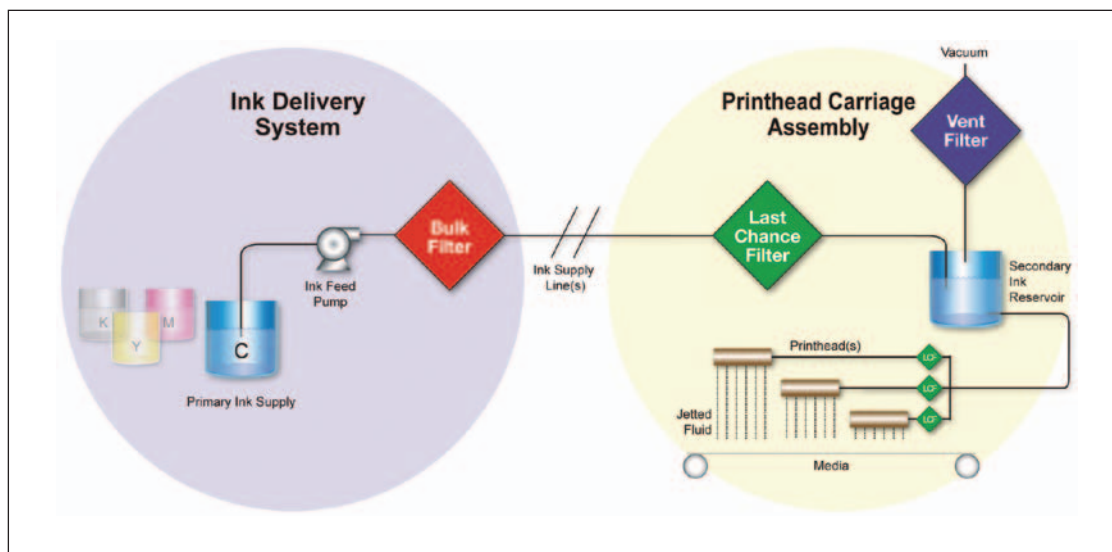 Ink Delivery
System
Printhead Carriage
Assembly
Vacuum
Vent
Filter
Bulk
Filter
Last
Chance
Filter
Ink Feed
Pump
Ink Supply
Line(s)
Secondary
Ink
Reservoir
K
M
Y
C
Primary Ink Supply
Printhead(s)
LCF
LCF
LCF
Jetted
Fluid
Media